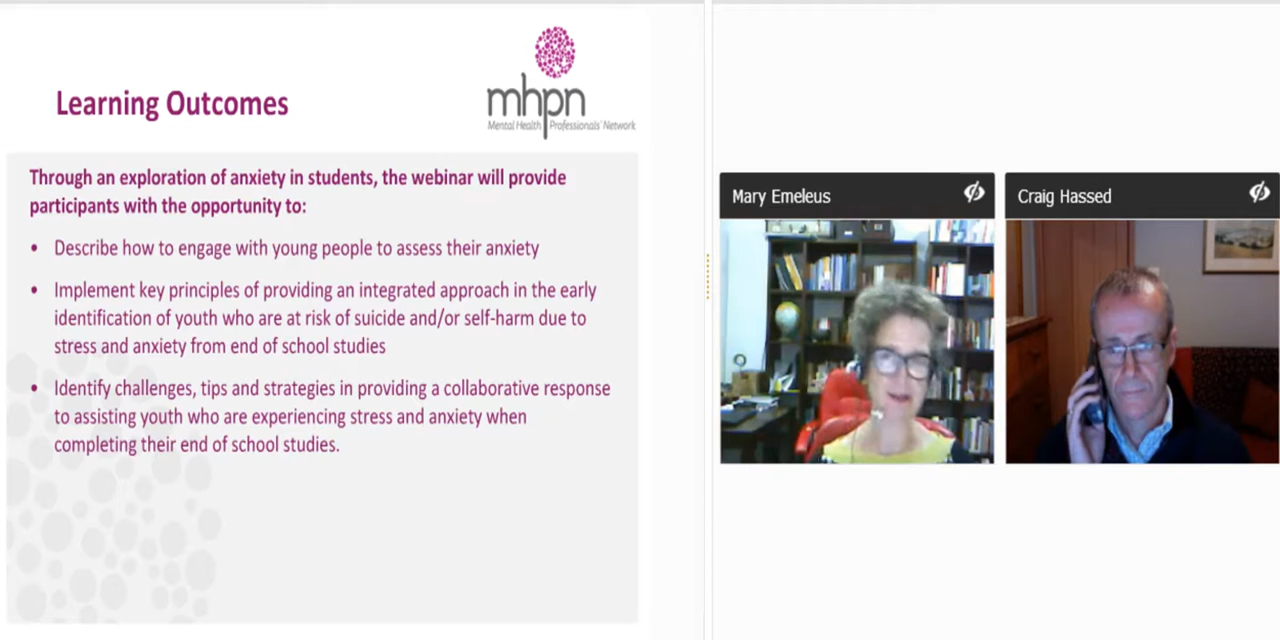 Learning Outcomes
mhpn
Mental Health Professionals' Network
Through an exploration of anxiety in students, the webinar will provide
participants with the opportunity to:
• Describe how to engage with young people to assess their anxiety
• Implement key principles of providing an integrated approach in the early
identification of youth who are at risk of suicide and/or self-harm due to
stress and anxiety from end of school studies
• Identify challenges, tips and strategies in providing a collaborative response
to assisting youth who are experiencing stress and anxiety when
completing their end of school studies.
Mary Emeleus
Craig Hassed